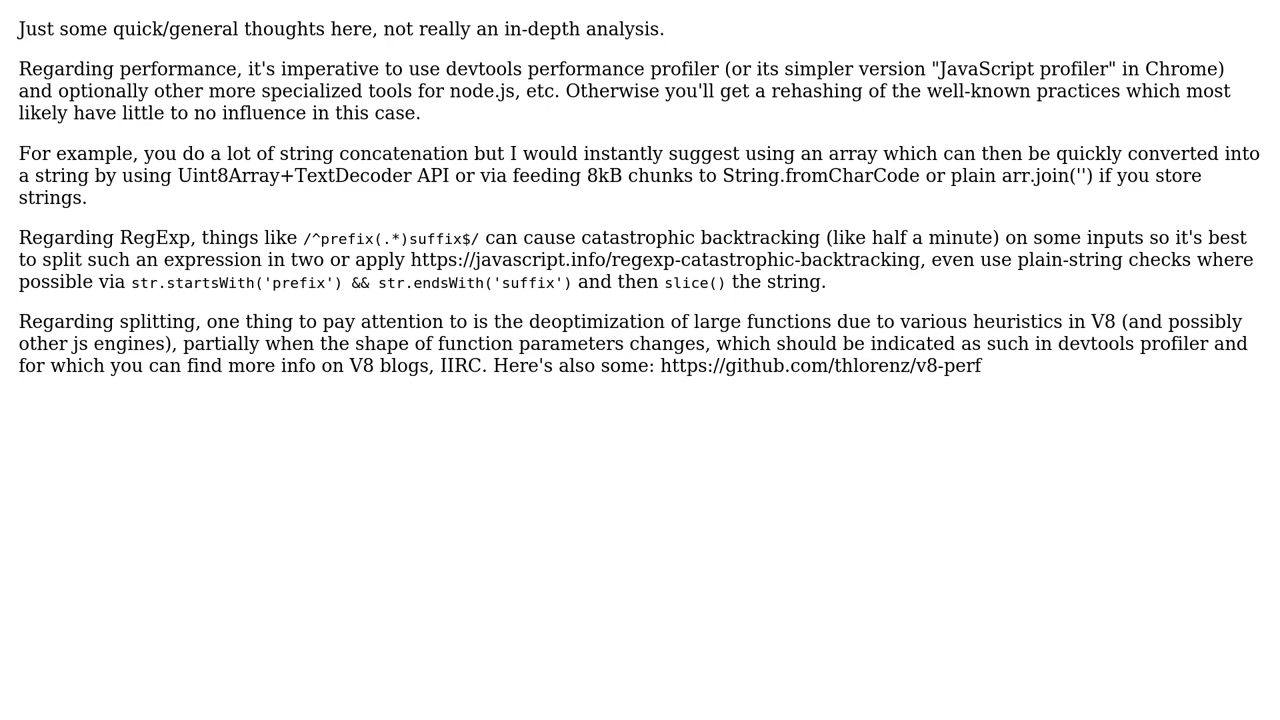 Just some quick/general thoughts here, not really an in-depth analysis.
Regarding performance, it's imperative to use devtools performance profiler (or its simpler version "JavaScript profiler" in Chrome)
and optionally other more specialized tools for node.js, etc. Otherwise you'll get a rehashing of the well-known practices which most
likely have little to no influence in this case.
For example, you do a lot of string concatenation but I would instantly suggest using an array which can then be quickly converted into
a string by using Uint8Array+TextDecoder API or via feeding 8kB chunks to String.fromCharCode or plain arr.join('') if you store
strings.
Regarding RegExp, things like /^prefix(.*)suffix$/ can cause catastrophic backtracking (like half a minute) on some inputs so it's best
to split such an expression in two or apply https://javascript.info/regexp-catastrophic-backtracking, even use plain-string checks where
possible via str.startsWith('prefix') && str.endsWith('suffix') and then slice() the string.
Regarding splitting, one thing to pay attention to is the deoptimization of large functions due to various heuristics in V8 (and possibly
other js engines), partially when the shape of function parameters changes, which should be indicated as such in devtools profiler and
for which you can find more info on V8 blogs, IIRC. Here's also some: https://github.com/thlorenz/v8-perf